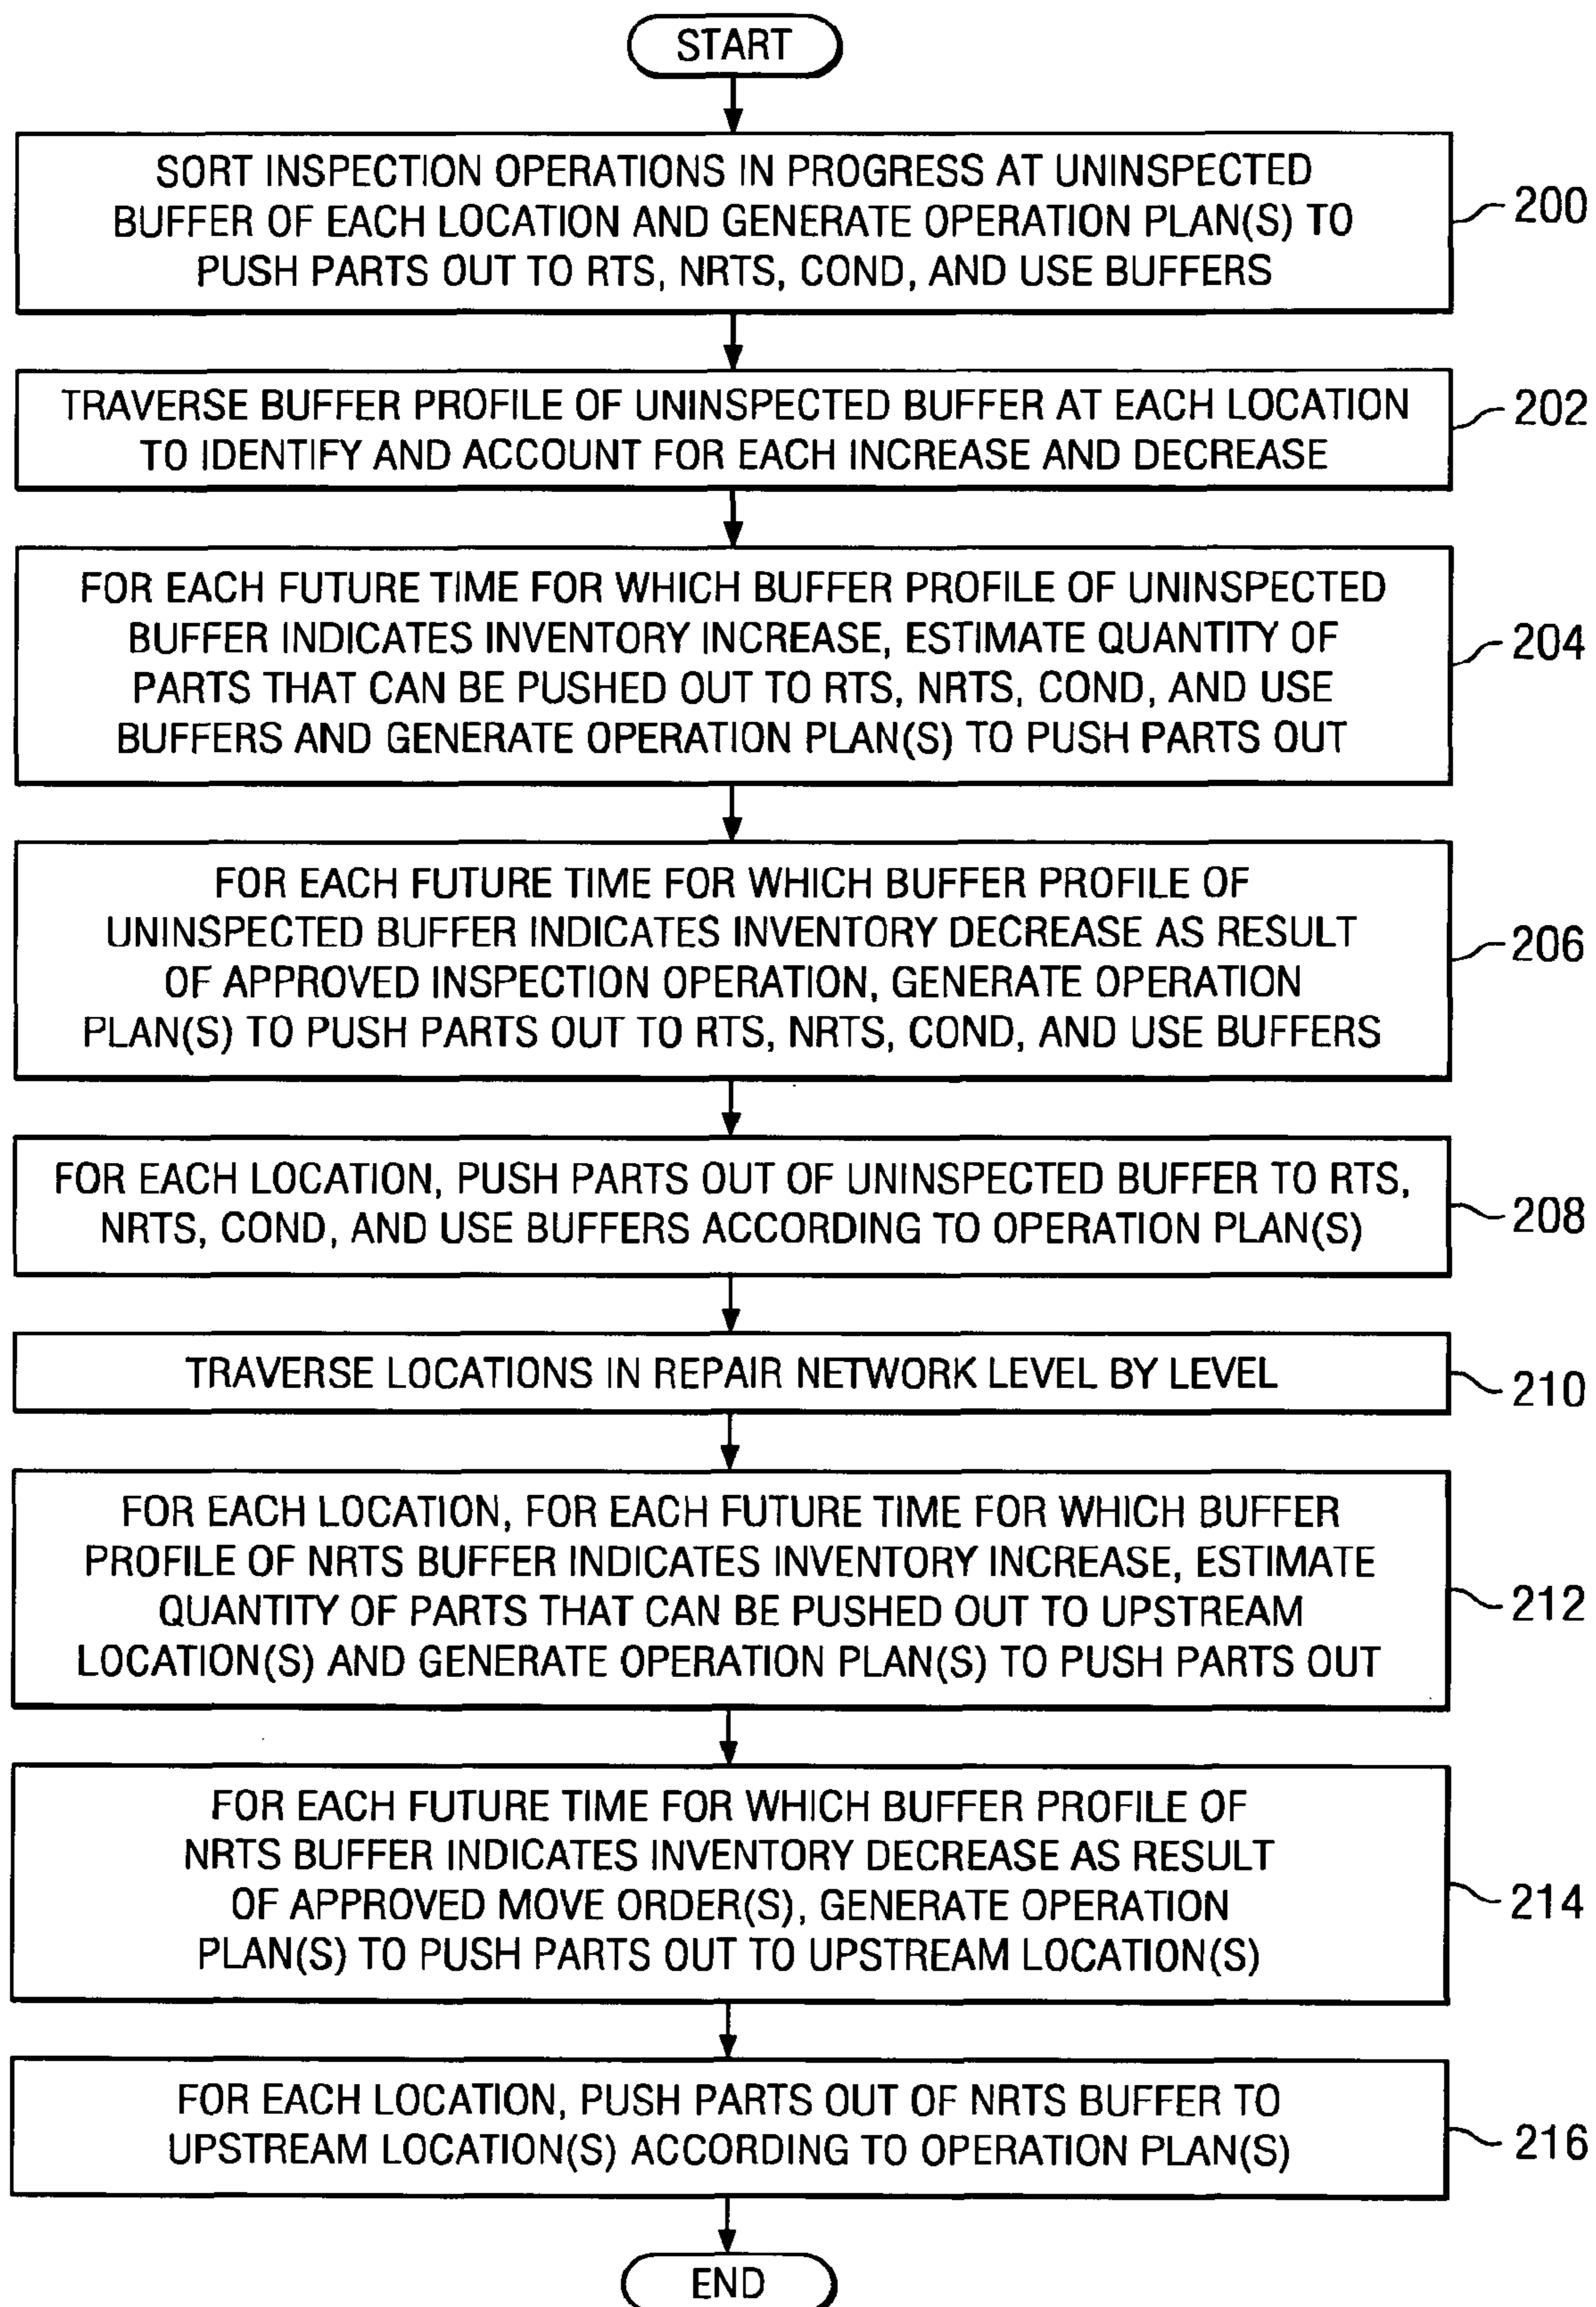 START
SORT INSPECTION OPERATIONS IN PROGRESS AT UNINSPECTED
BUFFER OF EACH LOCATION AND GENERATE OPERATION PLAN(S) TO
PUSH PARTS OUT TO RTS, NRTS, COND, AND USE BUFFERS
200
TRAVERSE BUFFER PROFILE OF UNINSPECTED BUFFER AT EACH LOCATION
TO IDENTIFY AND ACCOUNT FOR EACH INCREASE AND DECREASE
202
FOR EACH FUTURE TIME FOR WHICH BUFFER PROFILE OF UNINSPECTED
BUFFER INDICATES INVENTORY INCREASE, ESTIMATE QUANTITY OF
PARTS THAT CAN BE PUSHED OUT TO RTS, NRTS, COND, AND USE
BUFFERS AND GENERATE OPERATION PLAN(S) TO PUSH PARTS OUT
204
FOR EACH FUTURE TIME FOR WHICH BUFFER PROFILE OF
UNINSPECTED BUFFER INDICATES INVENTORY DECREASE AS RESULT
OF APPROVED INSPECTION OPERATION, GENERATE OPERATION
PLAN(S) TO PUSH PARTS OUT TO RTS, NRTS, COND, AND USE BUFFERS
206
FOR EACH LOCATION, PUSH PARTS OUT OF UNINSPECTED BUFFER TO RTS,
NRTS, COND, AND USE BUFFERS ACCORDING TO OPERATION PLAN(S)
208
TRAVERSE LOCATIONS IN REPAIR NETWORK LEVEL BY LEVEL
210
FOR EACH LOCATION, FOR EACH FUTURE TIME FOR WHICH BUFFER
PROFILE OF NRTS BUFFER INDICATES INVENTORY INCREASE, ESTIMATE
QUANTITY OF PARTS THAT CAN BE PUSHED OUT TO UPSTREAM
LOCATION(S) AND GENERATE OPERATION PLAN(S) TO PUSH PARTS OUT
212
FOR EACH FUTURE TIME FOR WHICH BUFFER PROFILE OF
NRTS BUFFER INDICATES INVENTORY DECREASE AS RESULT
OF APPROVED MOVE ORDER(S), GENERATE OPERATION
PLAN(S) TO PUSH PARTS OUT TO UPSTREAM LOCATION(S)
214
FOR EACH LOCATION, PUSH PARTS OUT OF NRTS BUFFER TO
UPSTREAM LOCATION(S) ACCORDING TO OPERATION PLAN(S)
216
END